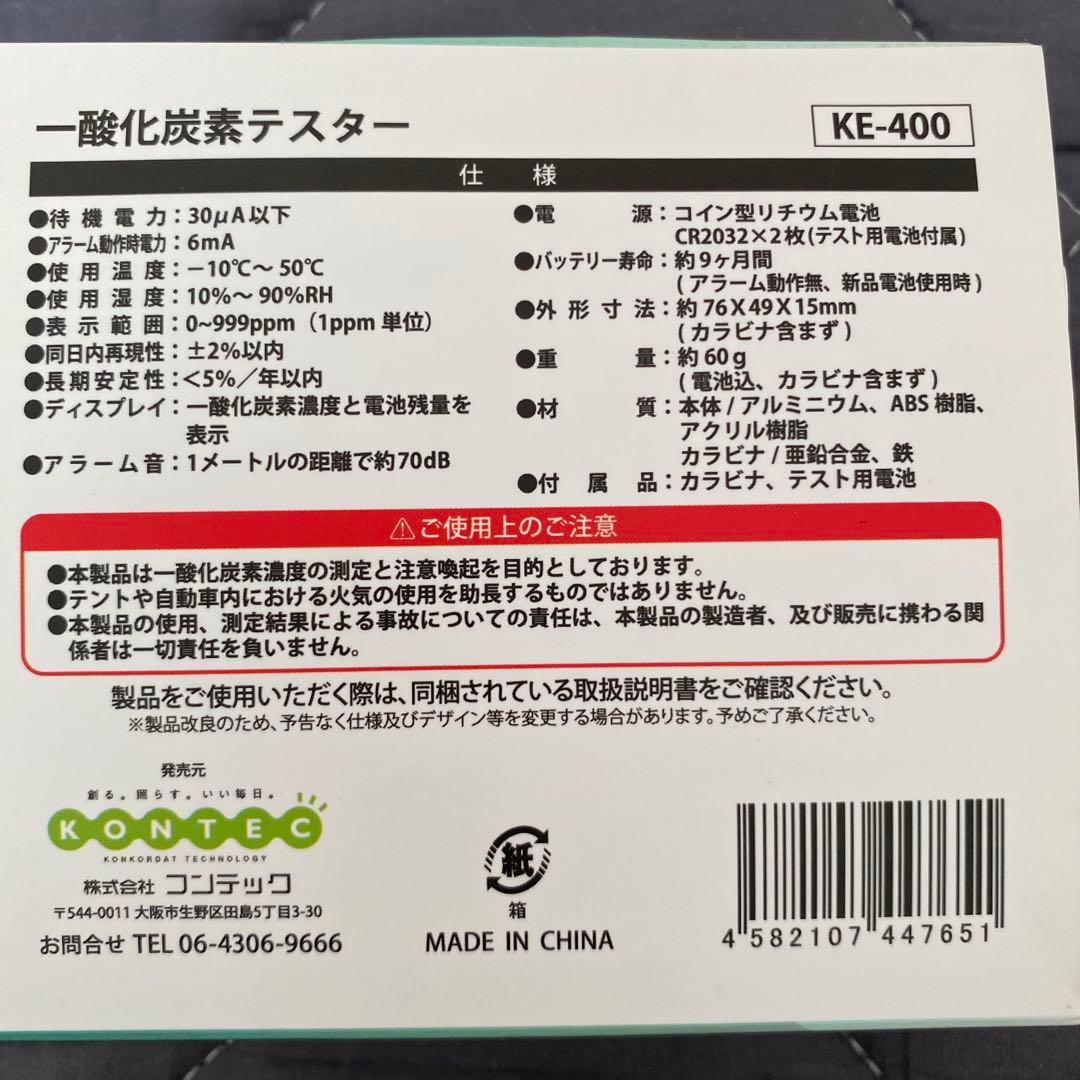 一酸化炭素テスター
KE-400
仕様
●待機電力：30μA以下
●アラーム動作時電力：6mA
●使用温度：－10℃～50℃
●使用湿度：10%～90%RH
●表示範囲：0~999ppm（1ppm単位）
●同日内再現性：±2%以内
●長期安定性：＜5%／年以内
●ディスプレイ：一酸化炭素濃度と電池残量を
表示
●アラーム音：1メートルの距離で約70dB
●電源：コイン型リチウム電池
CR2032×2枚(テスト用電池付属)
●バッテリー寿命：約9ヶ月間
(アラーム動作無、新品電池使用時)
●外形寸法：約76X49X15mm
(カラビナ含まず)
●重量：約60g
(電池込、カラビナ含まず)
●材質：本体/アルミニウム、ABS樹脂、
アクリル樹脂
カラビナ/亜鉛合金、鉄
●付属品：カラビナ、テスト用電池
⚠ご使用上のご注意
●本製品は一酸化炭素濃度の測定と注意喚起を目的としております。
●テントや自動車内における火気の使用を助長するものではありません。
●本製品の使用、測定結果による事故についての責任は、本製品の製造者、及び販売に携わる関
係者は一切責任を負いません。
製品をご使用いただく際は、同梱されている取扱説明書をご確認ください。
※製品改良のため、予告なく仕様及びデザイン等を変更する場合があります。予めご了承ください。
発売元
創る。照らす。いい毎日。
KONTEC
KONKORDAT TECHNOLOGY
株式会社 コンテック
〒544-0011 大阪市生野区田島5丁目3-30
お問合せ TEL 06-4306-9666
紙
箱
MADE IN CHINA
4 582107 447651